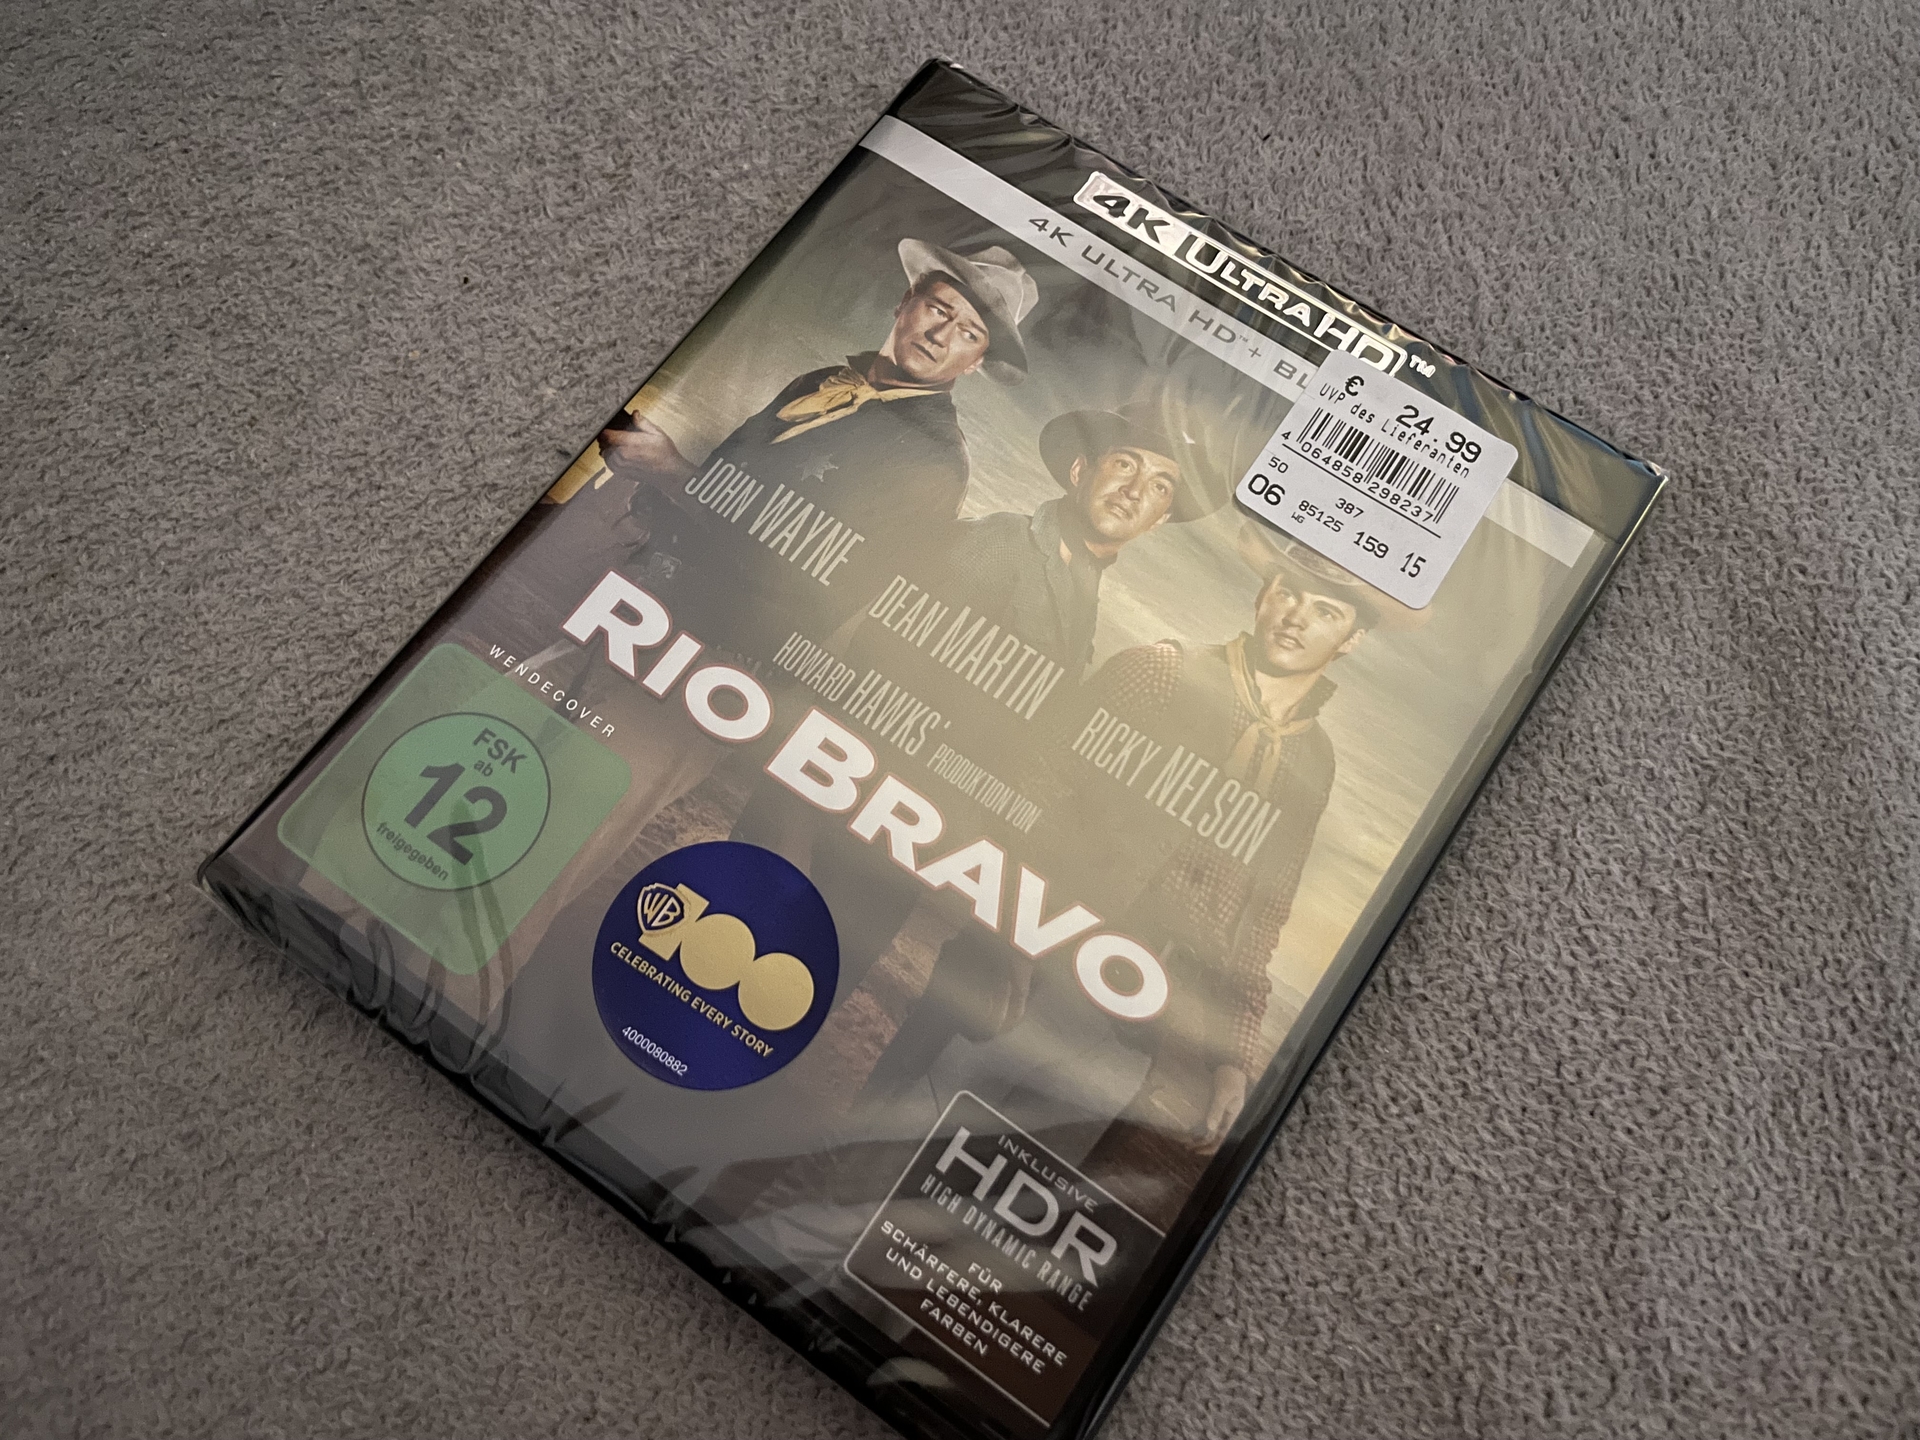 4K ULTRA HD™
4K ULTRA HD™ +
€ 24.99
UVP des Lieferanten
4 064858 298237
50 387
06 WG 85125 159 15
JOHN WAYNE
DEAN MARTIN
RICKY NELSON
HOWARD HAWKS' PRODUKTION VON
RIO BRAVO
WENDECOVER
FSK
ab
12
freigegeben
WB 100
CELEBRATING EVERY STORY
4000080882
INKLUSIVE
HDR
HIGH DYNAMIC RANGE
FÜR
SCHÄRFERE, KLARERE
UND LEBENDIGERE
FARBEN